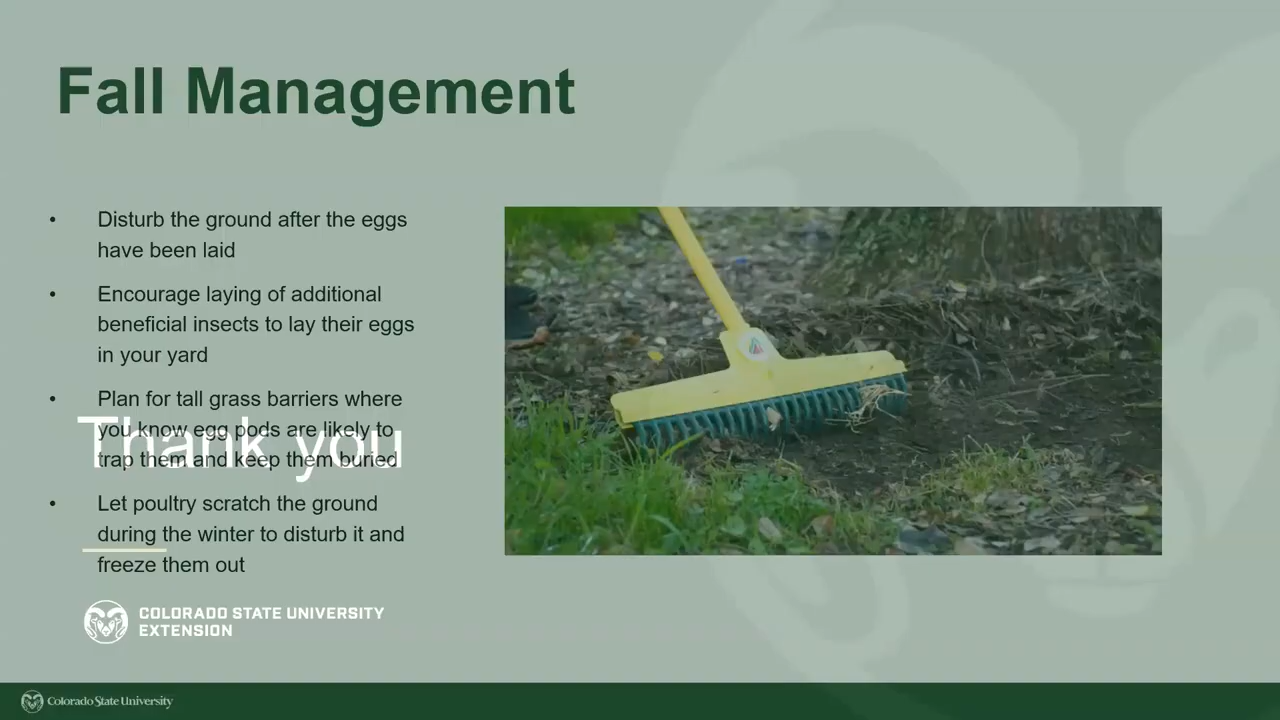 Fall Management
• Disturb the ground after the eggs
have been laid
• Encourage laying of additional
beneficial insects to lay their eggs
in your yard
• Plan for tall grass barriers where
you know egg pods are likely to
trap them and keep them buried
Thank you
• Let poultry scratch the ground
during the winter to disturb it and
freeze them out
COLORADO STATE UNIVERSITY
EXTENSION
Colorado State University